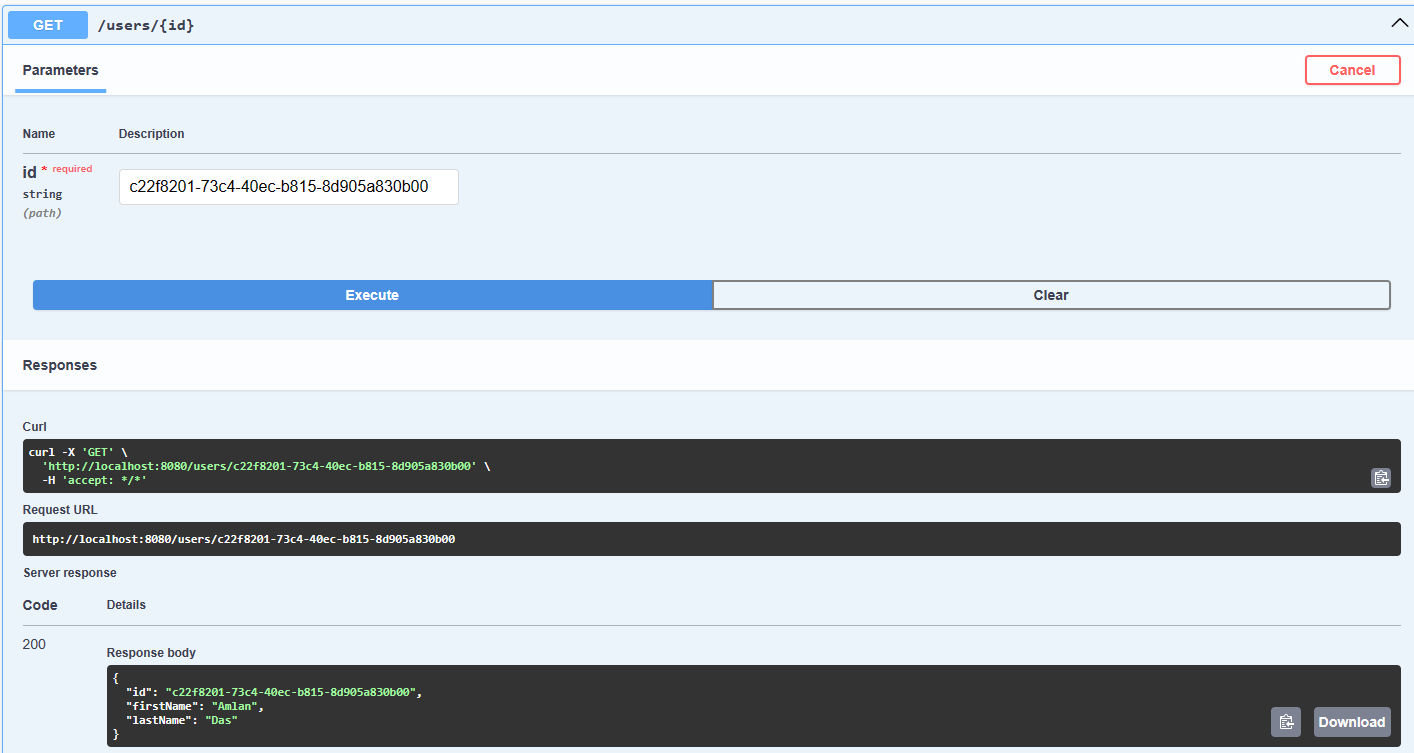 GET /users/{id}
Parameters
Cancel
Name Description
id * required
string
(path)
c22f8201-73c4-40ec-b815-8d905a830b00
Execute Clear
Responses
Curl
curl -X 'GET' \
'http://localhost:8080/users/c22f8201-73c4-40ec-b815-8d905a830b00' \
-H 'accept: */*'
Request URL
http://localhost:8080/users/c22f8201-73c4-40ec-b815-8d905a830b00
Server response
Code Details
200
Response body
{
"id": "c22f8201-73c4-40ec-b815-8d905a830b00",
"firstName": "Amlan",
"lastName": "Das"
}
Download